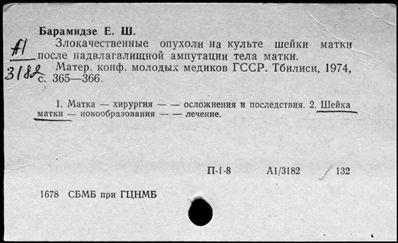 Барамидзе Е. Ш.
А1
3182
Злокачественные опухоли на культе шейки матки
после надвлагалищной ампутации тела матки.
Матер. конф. молодых медиков ГССР. Тбилиси, 1974,
с. 365—366.
1. Матка — хирургия — — осложнения и последствия. 2. Шейка
матки — новообразования — — лечение.
П-1-8 А1/3182 / 132
1678 СБМБ при ГЦНМБ